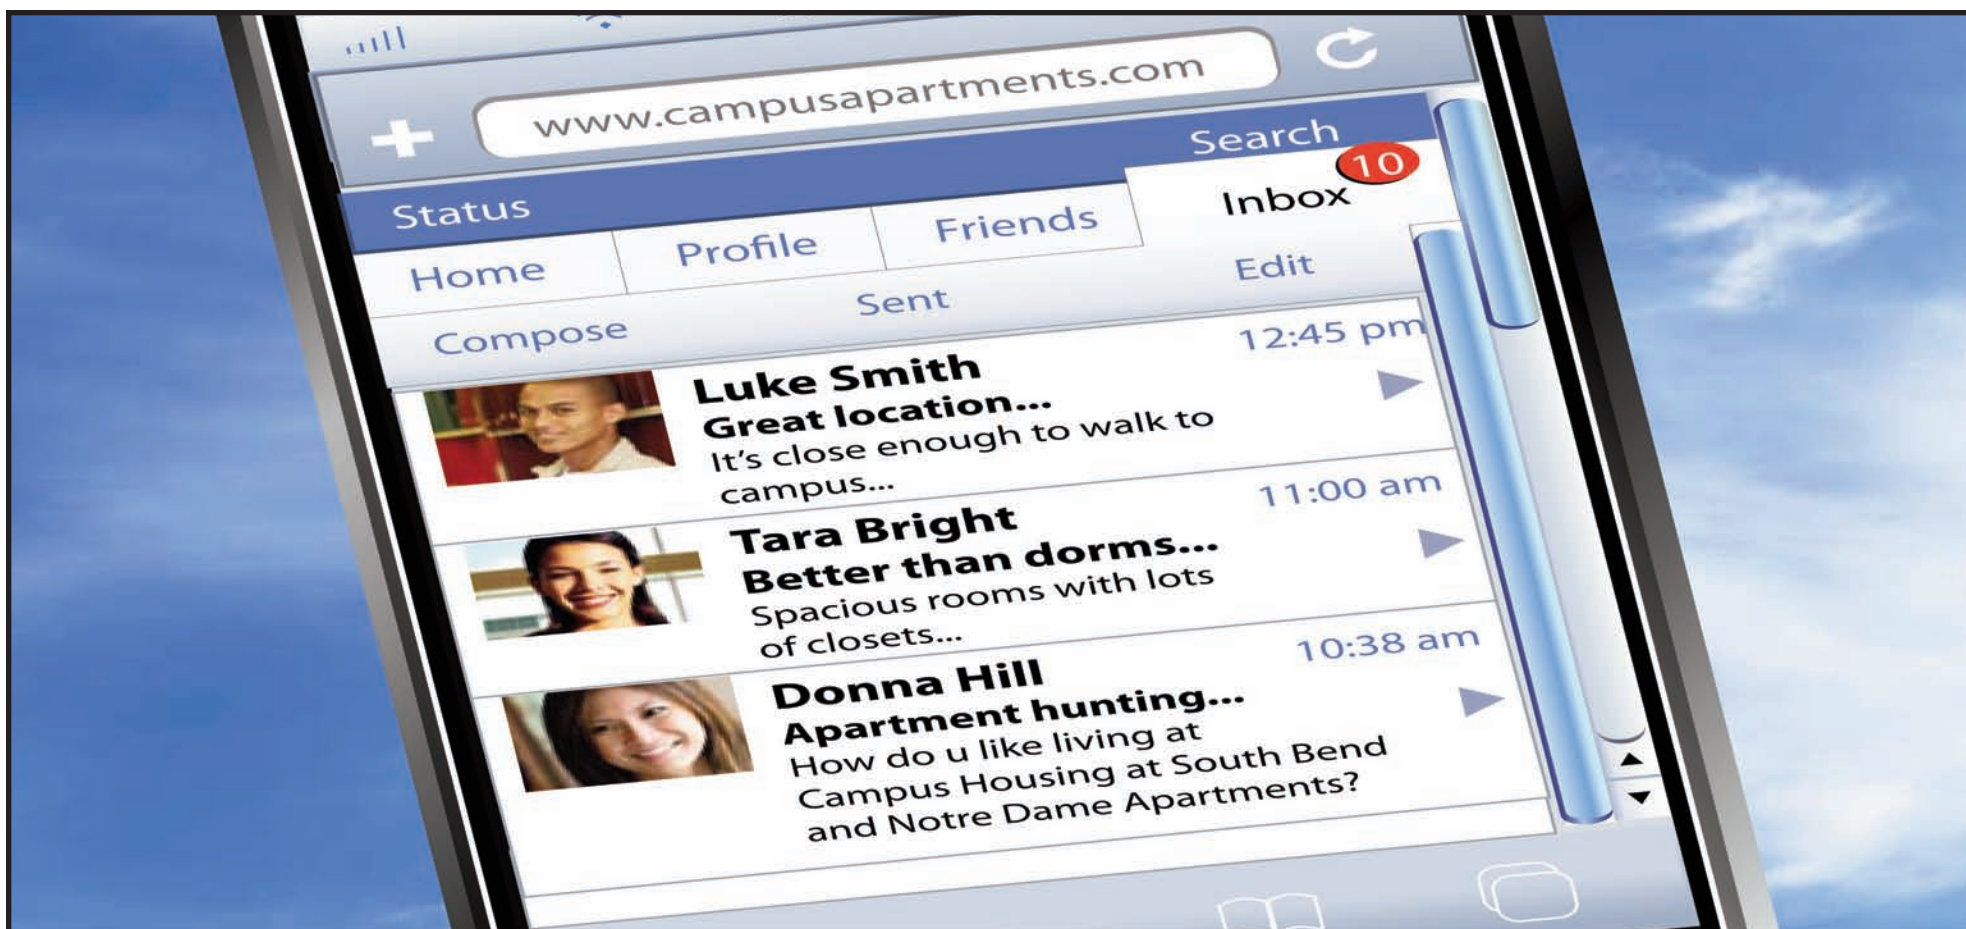 www.campusapartments.com
Search
Status
10
Home
Profile
Friends
Inbox
Compose
Sent
Edit
Luke Smith
12:45 pm
Great location...
It's close enough to walk to
campus...
Tara Bright
11:00 am
Better than dorms...
Spacious rooms with lots
of closets...
Donna Hill
10:38 am
Apartment hunting...
How do u like living at
Campus Housing at South Bend
and Notre Dame Apartments?